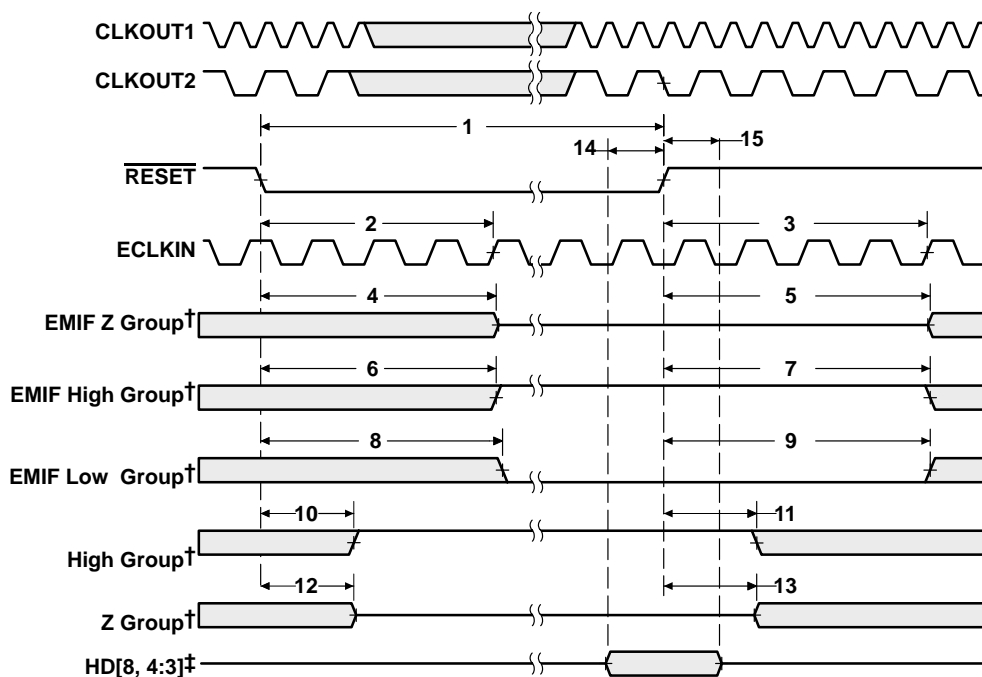 CLKOUT1
CLKOUT2
1
14
15
RESET
2
3
ECLKIN
4
5
EMIF Z Group†
6
7
EMIF High Group†
8
9
EMIF Low Group†
10
11
High Group†
12
13
Z Group†
HD[8, 4:3]‡